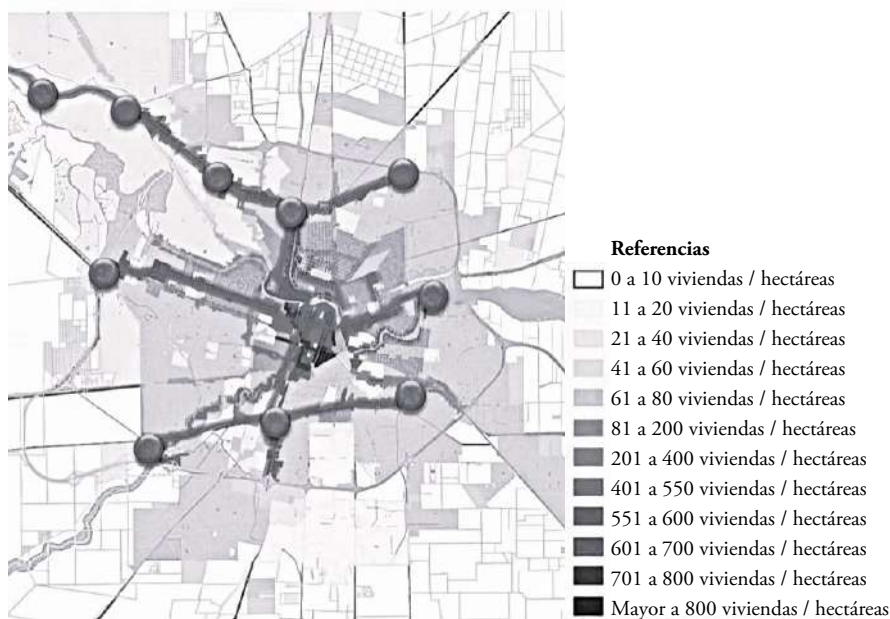 Referencias
0 a 10 viviendas / hectáreas
11 a 20 viviendas / hectáreas
21 a 40 viviendas / hectáreas
41 a 60 viviendas / hectáreas
61 a 80 viviendas / hectáreas
81 a 200 viviendas / hectáreas
201 a 400 viviendas / hectáreas
401 a 550 viviendas / hectáreas
551 a 600 viviendas / hectáreas
601 a 700 viviendas / hectáreas
701 a 800 viviendas / hectáreas
Mayor a 800 viviendas / hectáreas